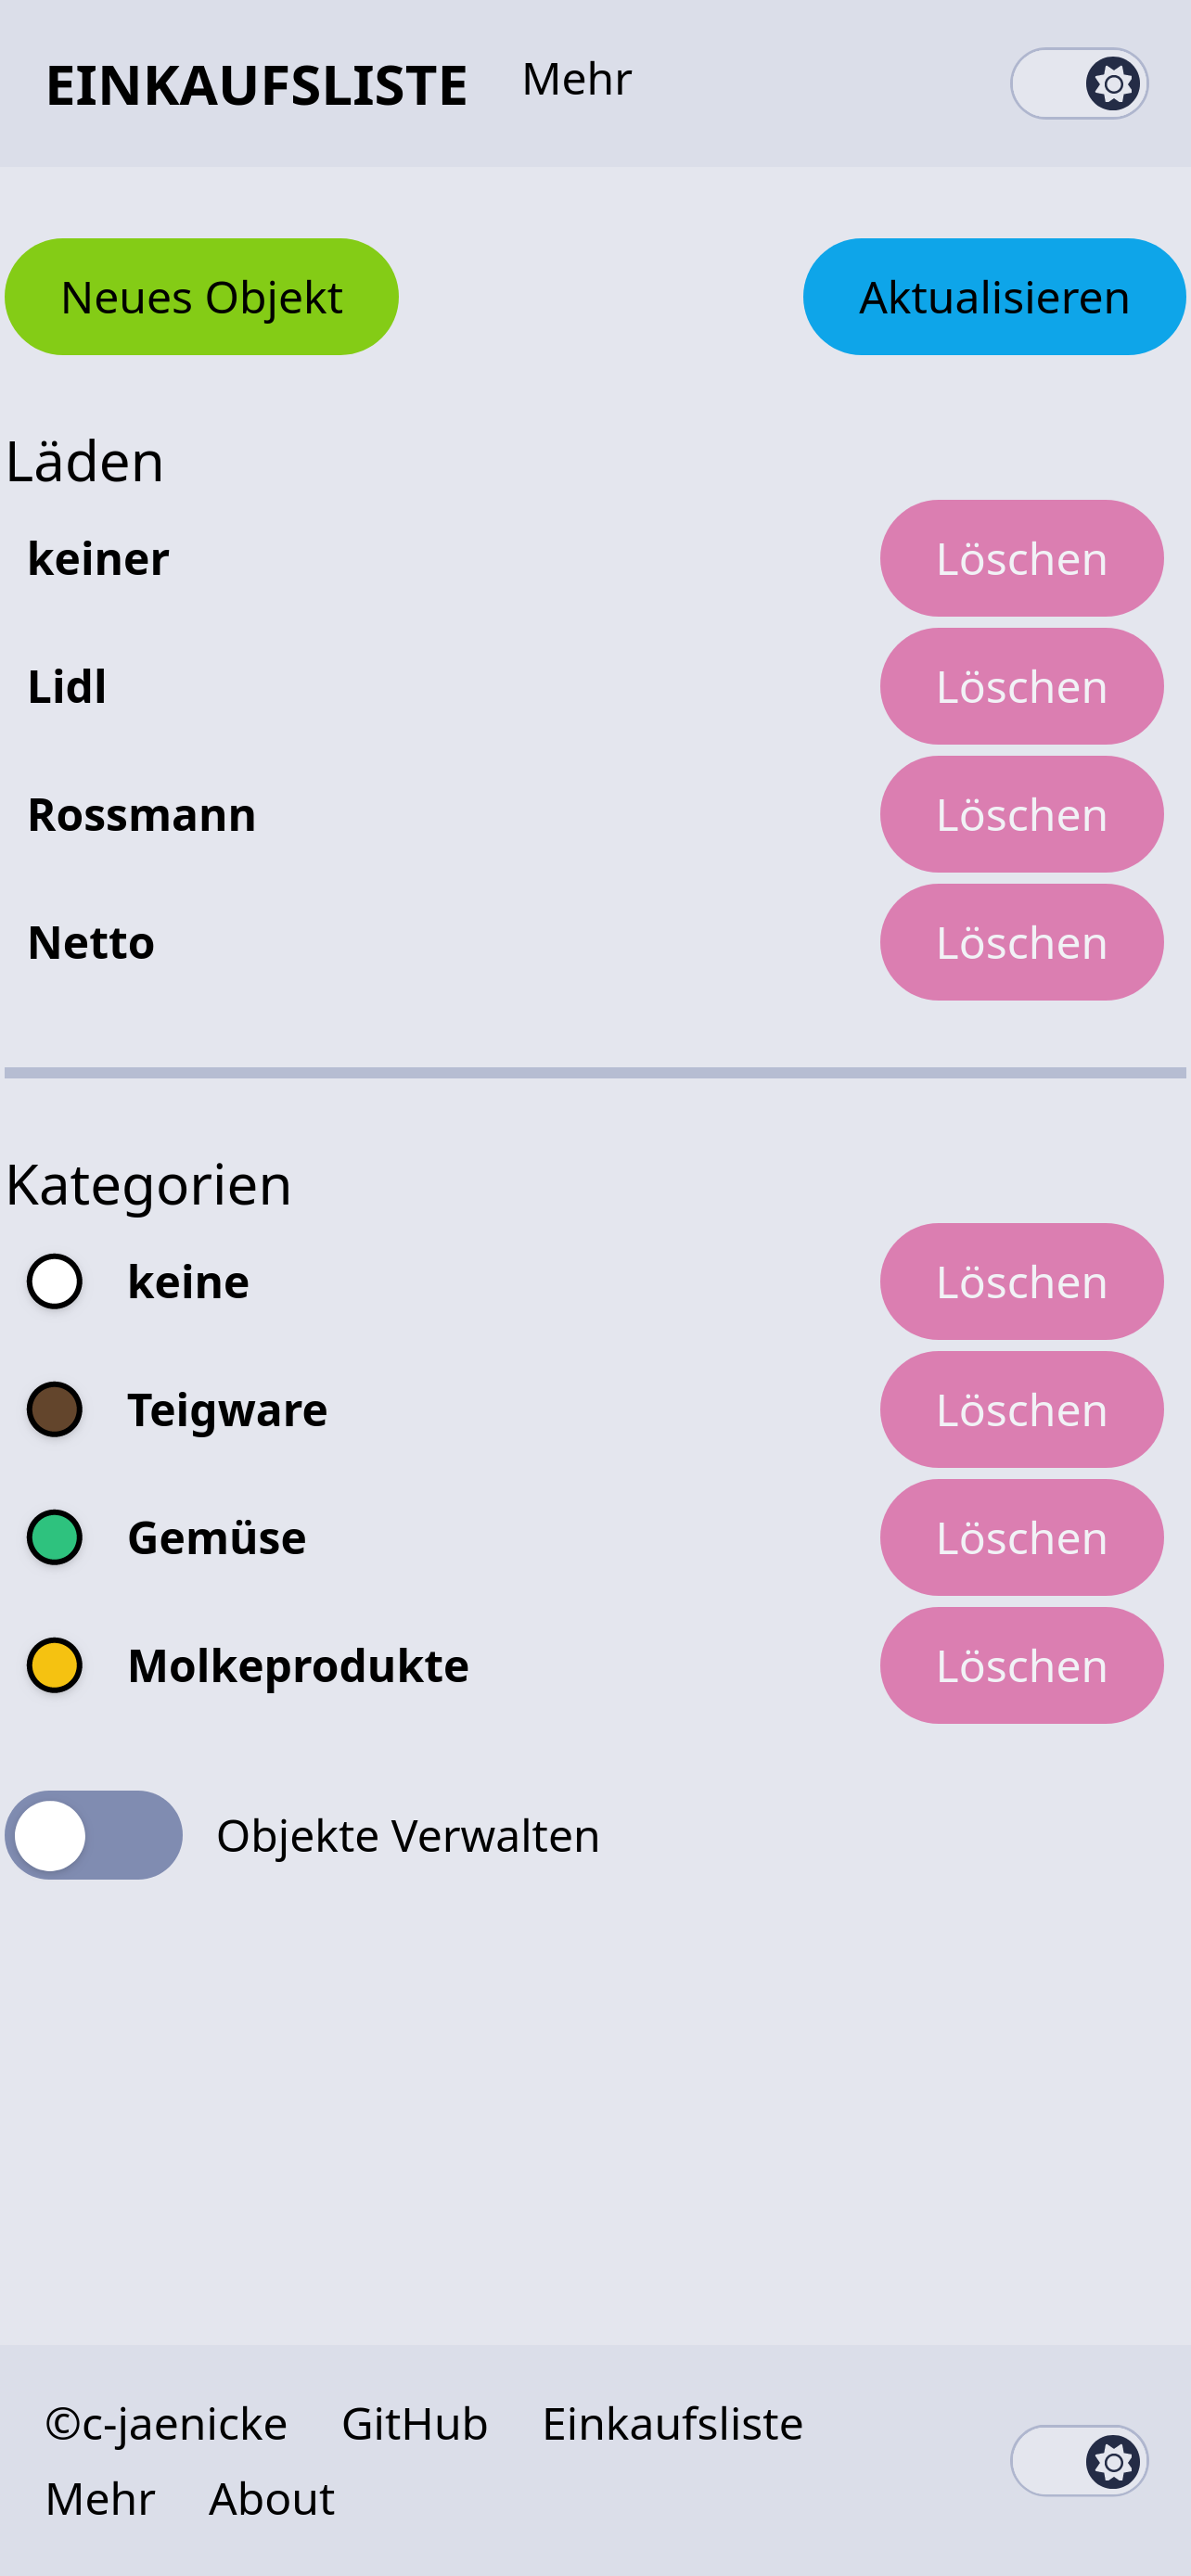 EINKAUFSLISTE Mehr
Neues Objekt Aktualisieren
Läden
keiner Löschen
Lidl Löschen
Rossmann Löschen
Netto Löschen
Kategorien
keine Löschen
Teigware Löschen
Gemüse Löschen
Molkeprodukte Löschen
Objekte Verwalten
©c-jaenicke GitHub Einkaufsliste
Mehr About